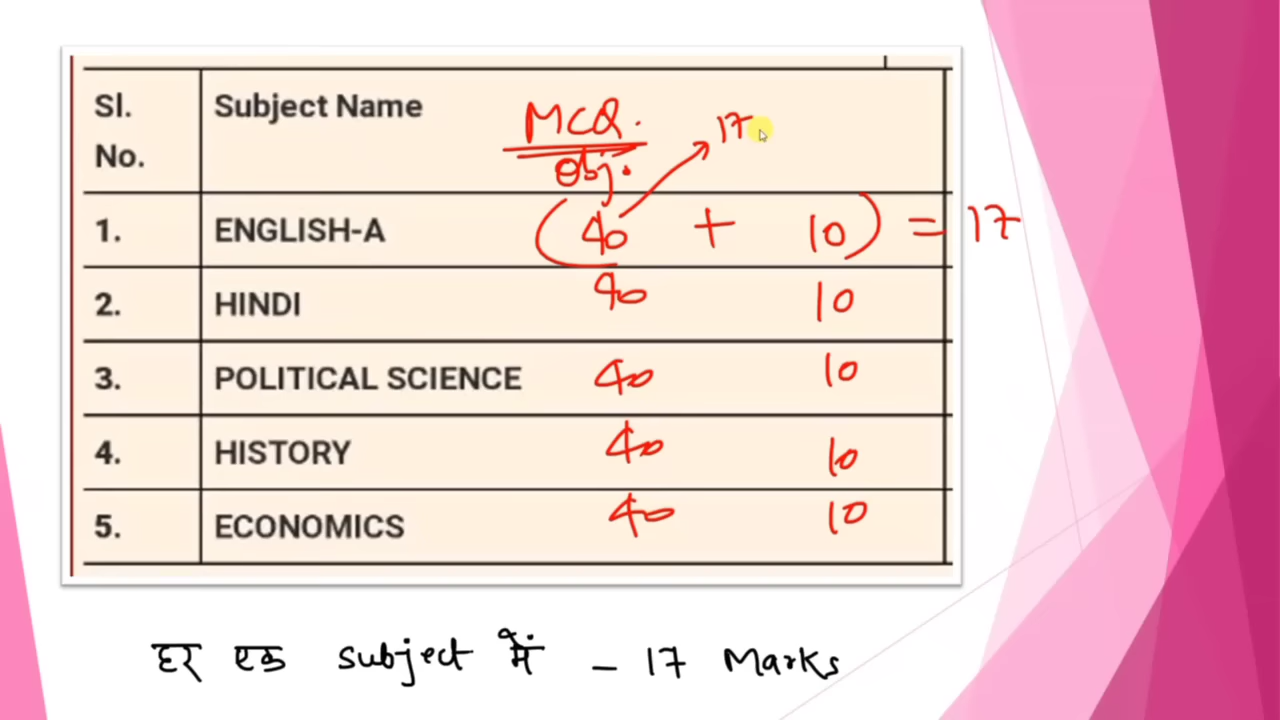 Sl. No. Subject Name MCQ. Obj. 17
1. ENGLISH-A (40 + 10) = 17
2. HINDI 40 10
3. POLITICAL SCIENCE 40 10
4. HISTORY 40 10
5. ECONOMICS 40 10
हर एक subject में - 17 Marks